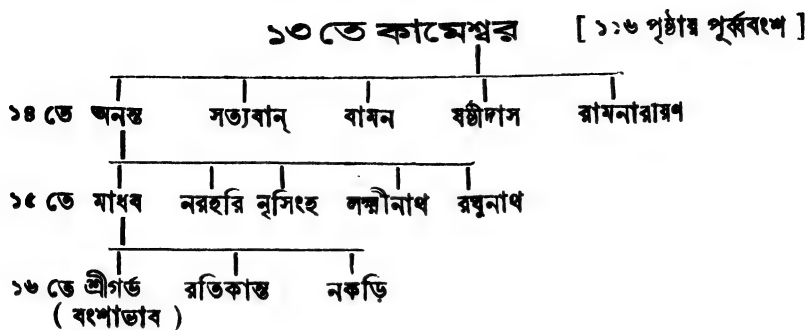 ১৩ তে কামেশ্বর [ ১১৬ পৃষ্ঠায় পূর্ব্ববংশ ]
১৪ তে অনন্ত সত্যবান্ বামন ষষ্ঠীদাস রামনারায়ণ
১৫ তে মাধব নরহরি নৃসিংহ লক্ষ্মীনাথ রঘুনাথ
১৬ তে শ্রীগর্ভ রতিকান্ত নকড়ি
( বংশাভাব )